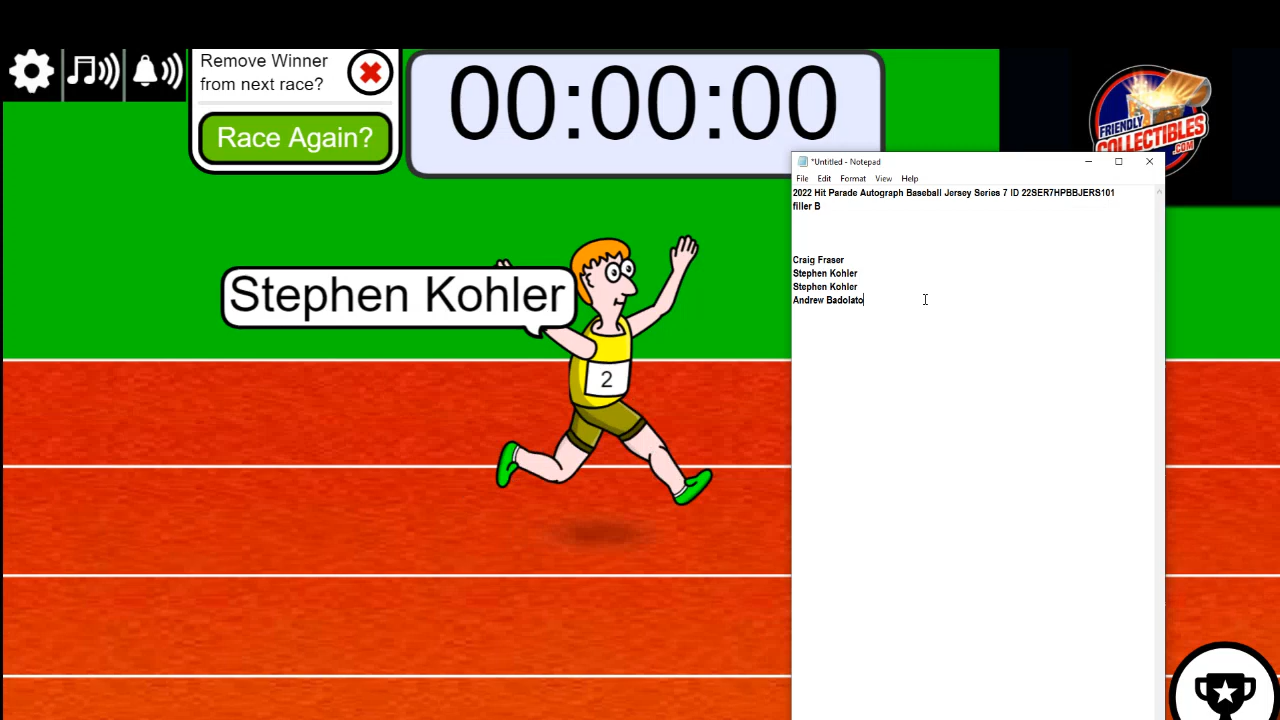 Remove Winner
from next race?
Race Again?
00:00:00
FRIENDLY
COLLECTIBLES
.COM
*Untitled - Notepad
File Edit Format View Help
2022 Hit Parade Autograph Baseball Jersey Series 7 ID 22SER7HPBBJERS101
filler B
Craig Fraser
Stephen Kohler
Stephen Kohler
Andrew Badolato
Stephen Kohler
2